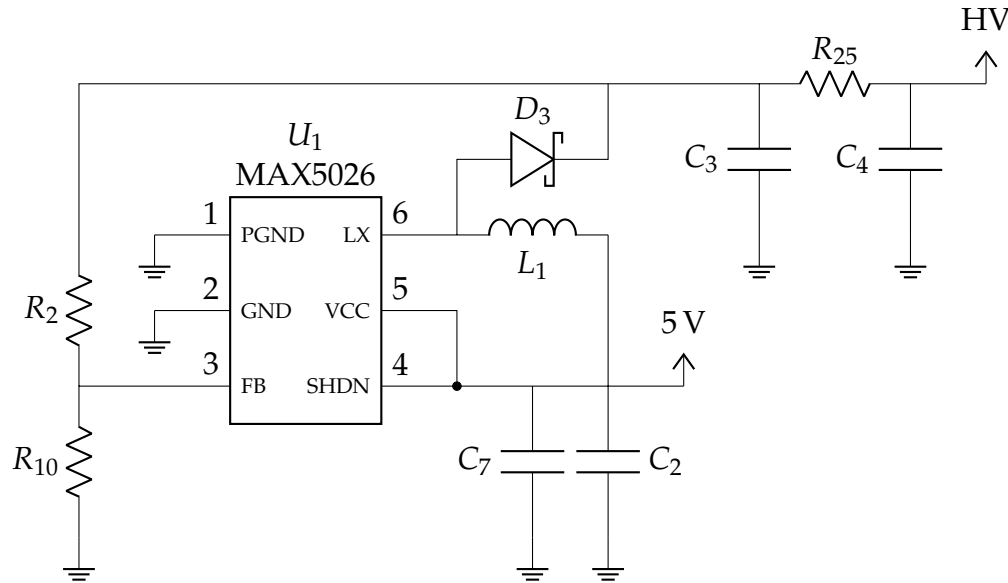 HV
R25
D3
U1
MAX5026
C3
C4
1
PGND
LX
6
L1
2
GND
VCC
5
5 V
R2
3
FB
SHDN
4
R10
C7
C2